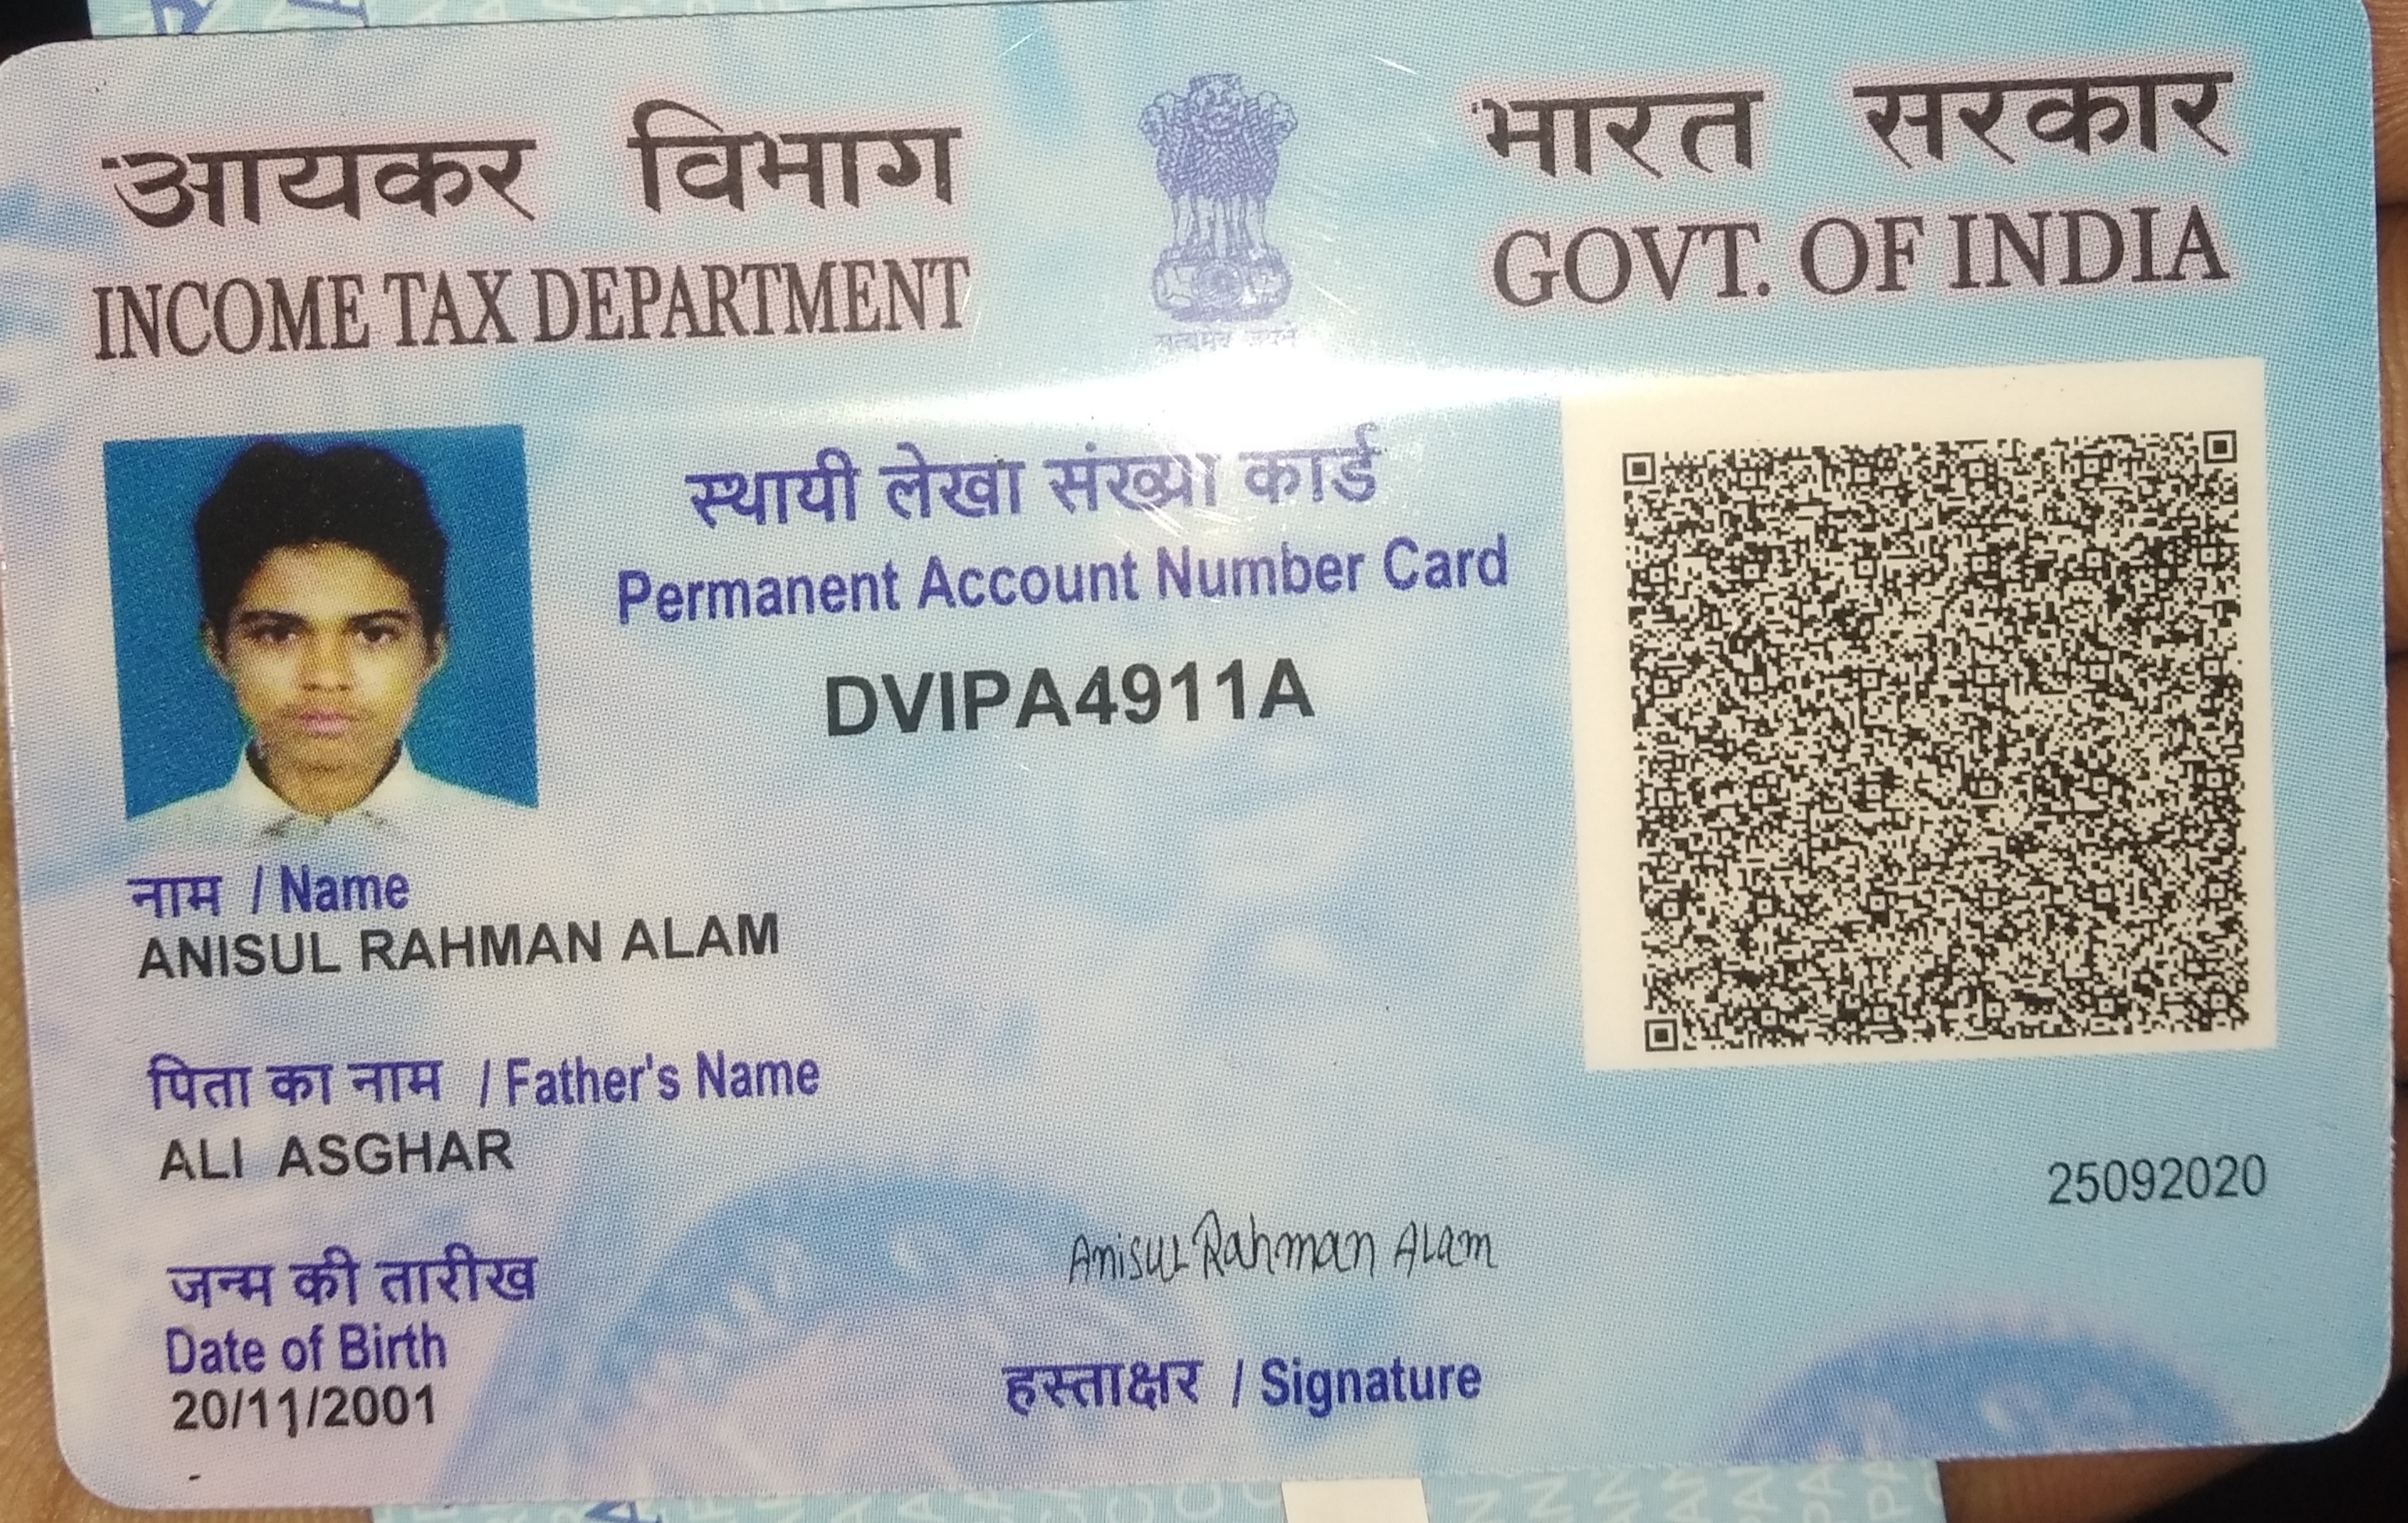 आयकर विभाग
INCOME TAX DEPARTMENT
सत्यमेव जयते
भारत सरकार
GOVT. OF INDIA
स्थायी लेखा संख्या कार्ड
Permanent Account Number Card
DVIPA4911A
नाम / Name
ANISUL RAHMAN ALAM
पिता का नाम / Father's Name
ALI ASGHAR
जन्म की तारीख
Date of Birth
20/11/2001
25092020
Anisul Rahman Alam
हस्ताक्षर / Signature